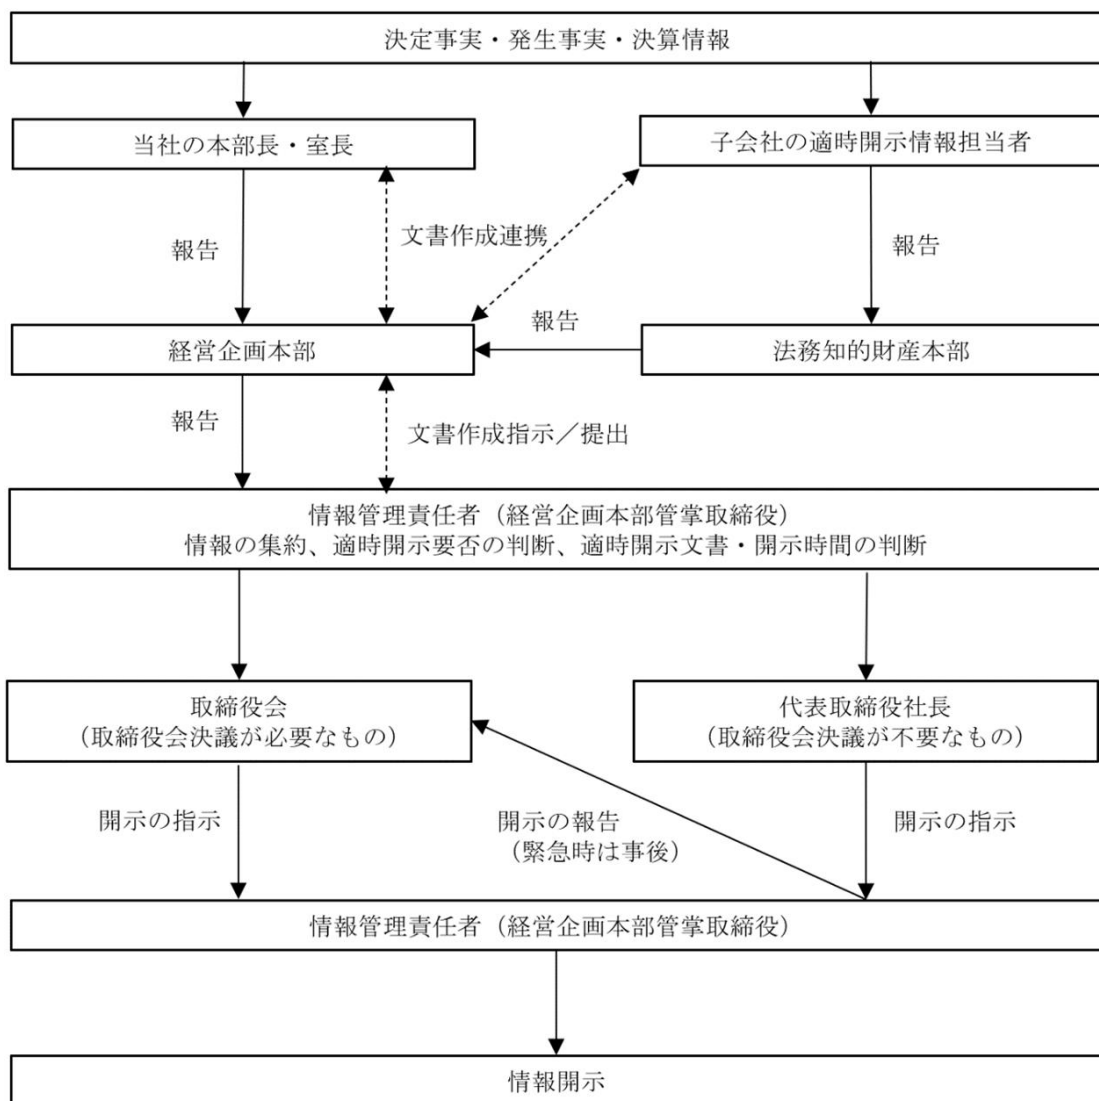 決定事実・発生事実・決算情報
当社の本部長・室長
子会社の適時開示情報担当者
報告
文書作成連携
報告
報告
経営企画本部
法務知的財産本部
報告
文書作成指示／提出
情報管理責任者（経営企画本部管掌取締役）
情報の集約、適時開示要否の判断、適時開示文書・開示時間の判断
取締役会
（取締役会決議が必要なもの）
代表取締役社長
（取締役会決議が不要なもの）
開示の指示
開示の報告
（緊急時は事後）
開示の指示
情報管理責任者（経営企画本部管掌取締役）
情報開示